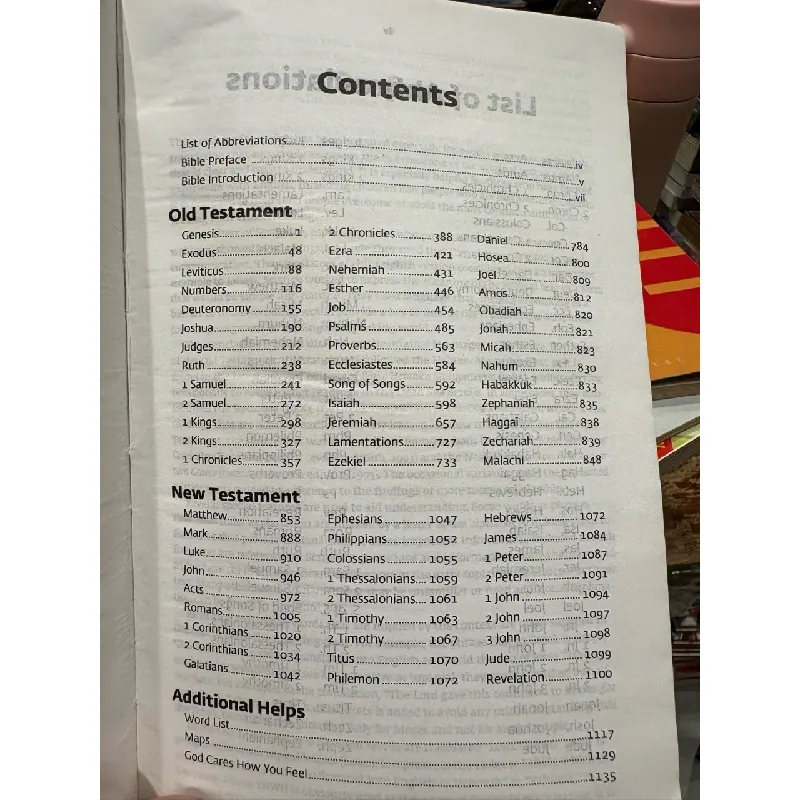 Contents
List of Abbreviations iv
Bible Preface v
Bible Introduction vii
Old Testament
Genesis 1
Exodus 48
Leviticus 88
Numbers 116
Deuteronomy 155
Joshua 190
Judges 212
Ruth 238
1 Samuel 241
2 Samuel 272
1 Kings 298
2 Kings 327
1 Chronicles 357
2 Chronicles 388
Ezra 421
Nehemiah 431
Esther 446
Job 454
Psalms 485
Proverbs 563
Ecclesiastes 584
Song of Songs 592
Isaiah 598
Jeremiah 657
Lamentations 727
Ezekiel 733
Daniel 784
Hosea 800
Joel 809
Amos 812
Obadiah 820
Jonah 821
Micah 823
Nahum 830
Habakkuk 833
Zephaniah 835
Haggai 838
Zechariah 839
Malachi 848
New Testament
Matthew 853
Mark 888
Luke 910
John 946
Acts 972
Romans 1005
1 Corinthians 1020
2 Corinthians 1034
Galatians 1042
Ephesians 1047
Philippians 1052
Colossians 1055
1 Thessalonians 1059
2 Thessalonians 1061
1 Timothy 1063
2 Timothy 1067
Titus 1070
Philemon 1072
Hebrews 1072
James 1084
1 Peter 1087
2 Peter 1091
1 John 1094
2 John 1097
3 John 1098
Jude 1099
Revelation 1100
Additional Helps
Word List 1117
Maps 1129
God Cares How You Feel 1135